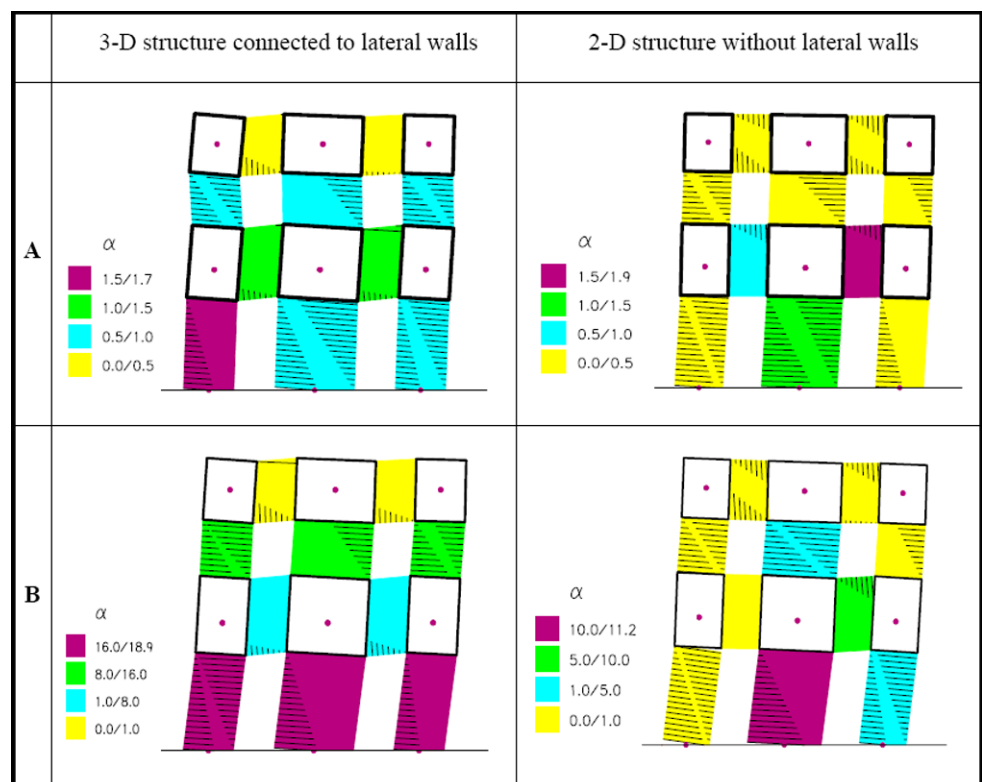 3-D structure connected to lateral walls
2-D structure without lateral walls
A
α
1.5/1.7
1.0/1.5
0.5/1.0
0.0/0.5
α
1.5/1.9
1.0/1.5
0.5/1.0
0.0/0.5
B
α
16.0/18.9
8.0/16.0
1.0/8.0
0.0/1.0
α
10.0/11.2
5.0/10.0
1.0/5.0
0.0/1.0